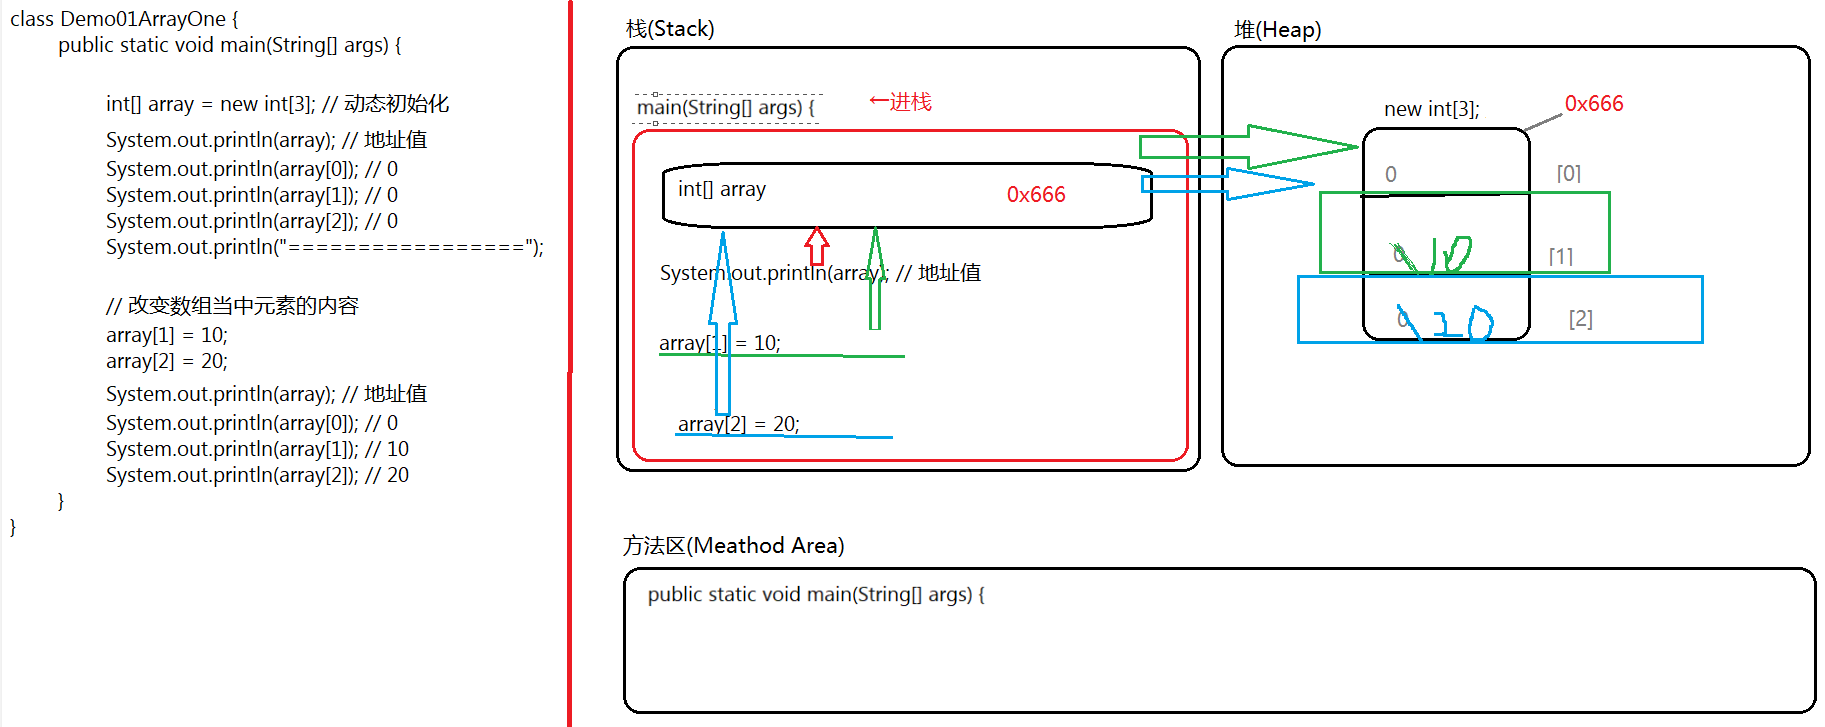 class Demo01ArrayOne {
public static void main(String[] args) {
int[] array = new int[3]; // 动态初始化
System.out.println(array); // 地址值
System.out.println(array[0]); // 0
System.out.println(array[1]); // 0
System.out.println(array[2]); // 0
System.out.println("=================");
// 改变数组当中元素的内容
array[1] = 10;
array[2] = 20;
System.out.println(array); // 地址值
System.out.println(array[0]); // 0
System.out.println(array[1]); // 10
System.out.println(array[2]); // 20
}
}
栈(Stack)
main(String[] args) {
←进栈
int[] array
0x666
System.out.println(array); // 地址值
array[1] = 10;
array[2] = 20;
堆(Heap)
new int[3];
0x666
0
[0]
0
10
[1]
0
20
[2]
方法区(Meathod Area)
public static void main(String[] args) {